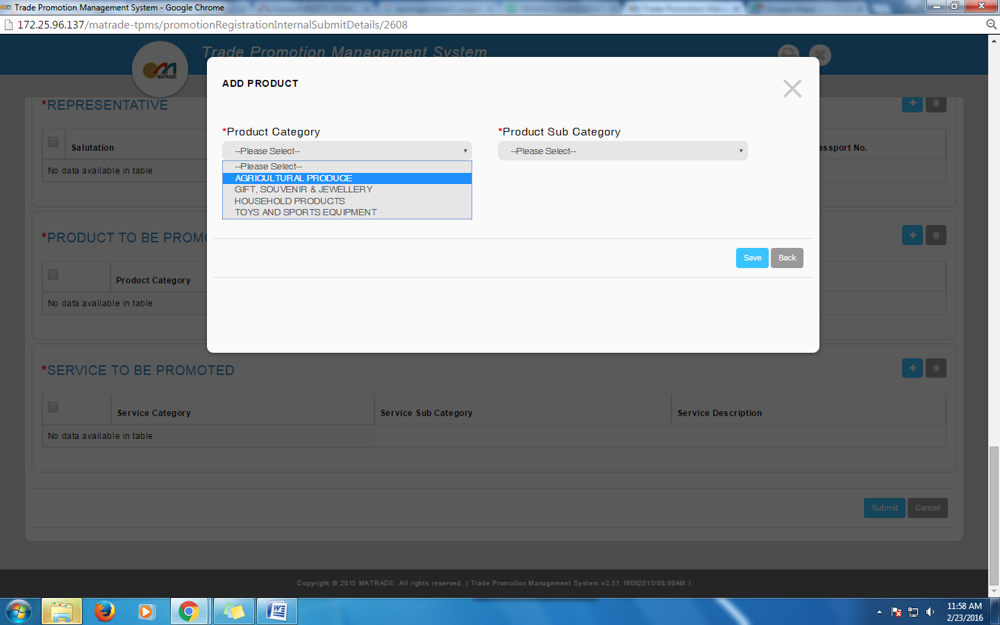 Trade Promotion Management System - Google Chrome
172.25.96.137/matrade-tpms/promotionRegistrationInternalSubmitDetails/2608
Trade Promotion Management System
MATRADE
ADD PRODUCT
*REPRESENTATIVE
*Product Category
*Product Sub Category
Salutation
--Please Select--
--Please Select--
assport No.
No data available in table
--Please Select--
AGRICULTURAL PRODUCE
GIFT, SOUVENIR & JEWELLERY
HOUSEHOLD PRODUCTS
TOYS AND SPORTS EQUIPMENT
*PRODUCT TO BE PROMO
Save
Back
Product Category
No data available in table
*SERVICE TO BE PROMOTED
Service Category
Service Sub Category
Service Description
No data available in table
Submit
Cancel
Copyright © 2015 MATRADE. All rights reserved. | Trade Promotion Management System v2.51 16062015/08:00AM |
11:58 AM
2/23/2016